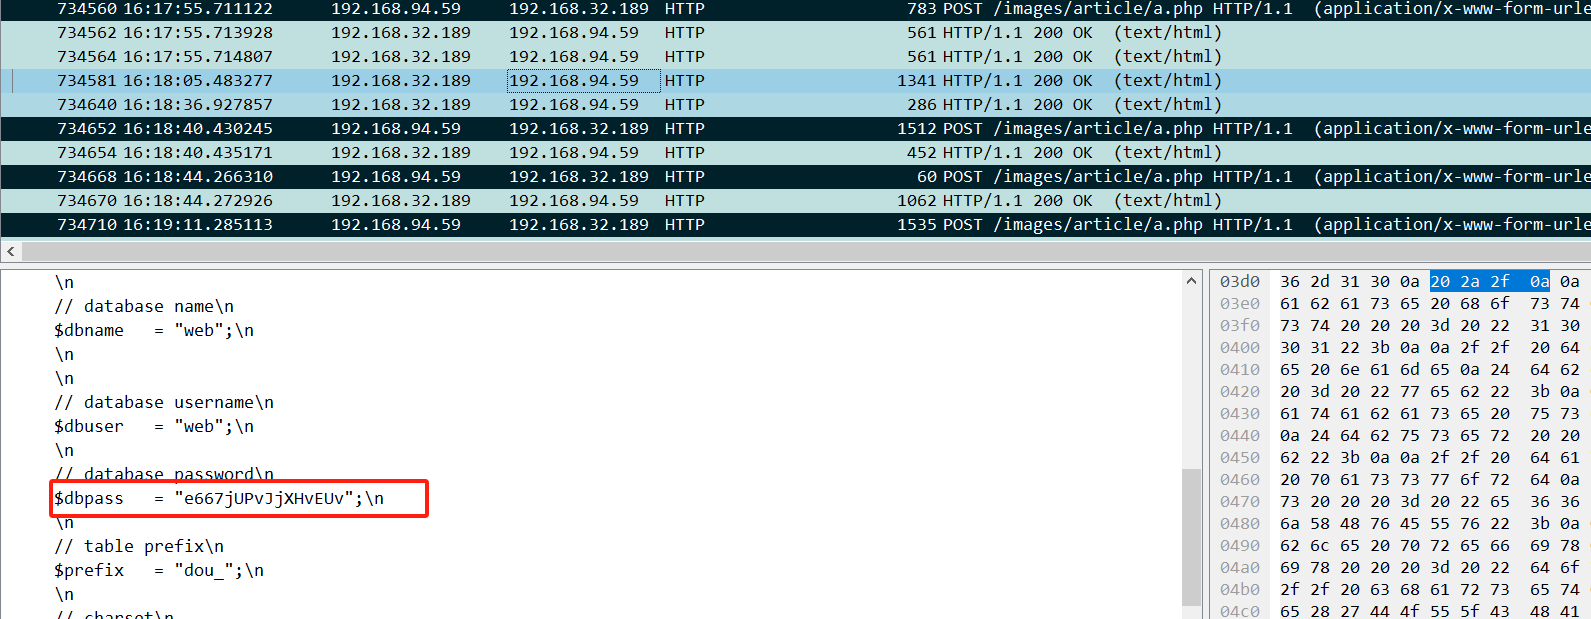 734560 16:17:55.711122 192.168.94.59 192.168.32.189 HTTP 783 POST /images/article/a.php HTTP/1.1 (application/x-www-form-urle
734562 16:17:55.713928 192.168.32.189 192.168.94.59 HTTP 561 HTTP/1.1 200 OK (text/html)
734564 16:17:55.714807 192.168.32.189 192.168.94.59 HTTP 561 HTTP/1.1 200 OK (text/html)
734581 16:18:05.483277 192.168.32.189 192.168.94.59 HTTP 1341 HTTP/1.1 200 OK (text/html)
734640 16:18:36.927857 192.168.32.189 192.168.94.59 HTTP 286 HTTP/1.1 200 OK (text/html)
734652 16:18:40.430245 192.168.94.59 192.168.32.189 HTTP 1512 POST /images/article/a.php HTTP/1.1 (application/x-www-form-urle
734654 16:18:40.435171 192.168.32.189 192.168.94.59 HTTP 452 HTTP/1.1 200 OK (text/html)
734668 16:18:44.266310 192.168.94.59 192.168.32.189 HTTP 60 POST /images/article/a.php HTTP/1.1 (application/x-www-form-urle
734670 16:18:44.272926 192.168.32.189 192.168.94.59 HTTP 1062 HTTP/1.1 200 OK (text/html)
734710 16:19:11.285113 192.168.94.59 192.168.32.189 HTTP 1535 POST /images/article/a.php HTTP/1.1 (application/x-www-form-urle
\n
// database name\n
$dbname = "web";\n
\n
\n
// database username\n
$dbuser = "web";\n
\n
// database password\n
$dbpass = "e667jUPvJjXHvEUv";\n
\n
// table prefix\n
$prefix = "dou_";\n
\n
// charset\n
03d0 36 2d 31 30 0a 20 2a 2f 0a 0a
03e0 61 62 61 73 65 20 68 6f 73 74
03f0 73 74 20 20 20 3d 20 22 31 30
0400 30 31 22 3b 0a 0a 2f 2f 20 64
0410 65 20 6e 61 6d 65 0a 24 64 62
0420 20 3d 20 22 77 65 62 22 3b 0a
0430 61 74 61 62 61 73 65 20 75 73
0440 0a 24 64 62 75 73 65 72 20 20
0450 62 22 3b 0a 0a 2f 2f 20 64 61
0460 20 70 61 73 73 77 6f 72 64 0a
0470 73 20 20 20 3d 20 22 65 36 36
0480 6a 58 48 76 45 55 76 22 3b 0a
0490 62 6c 65 20 70 72 65 66 69 78
04a0 69 78 20 20 20 3d 20 22 64 6f
04b0 2f 2f 20 63 68 61 72 73 65 74
04c0 65 28 27 44 4f 55 5f 43 48 41